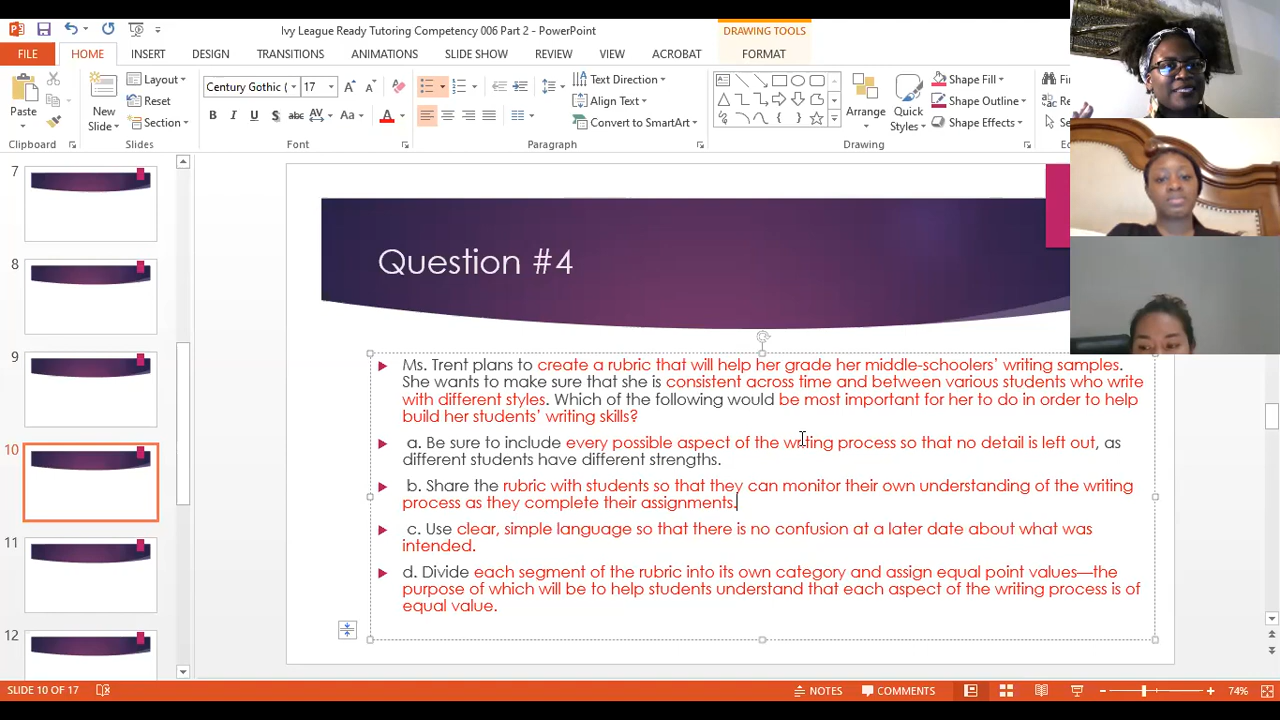 Ivy League Ready Tutoring Competency 006 Part 2 - PowerPoint
DRAWING TOOLS
FILE HOME INSERT DESIGN TRANSITIONS ANIMATIONS SLIDE SHOW REVIEW VIEW ACROBAT FORMAT
Paste
New Slide
Layout
Reset
Section
Century Gothic ( 17
B I U S abc AV Aa A
Text Direction
Align Text
Convert to SmartArt
Arrange
Quick Styles
Shape Fill
Shape Outline
Shape Effects
Fin
Re
Se
Clipboard Slides Font Paragraph Drawing
7
8
9
10
11
12
Question #4
Ms. Trent plans to create a rubric that will help her grade her middle-schoolers’ writing samples.
She wants to make sure that she is consistent across time and between various students who write
with different styles. Which of the following would be most important for her to do in order to help
build her students’ writing skills?
a. Be sure to include every possible aspect of the writing process so that no detail is left out, as
different students have different strengths.
b. Share the rubric with students so that they can monitor their own understanding of the writing
process as they complete their assignments.
c. Use clear, simple language so that there is no confusion at a later date about what was
intended.
d. Divide each segment of the rubric into its own category and assign equal point values—the
purpose of which will be to help students understand that each aspect of the writing process is of
equal value.
SLIDE 10 OF 17 NOTES COMMENTS 74%